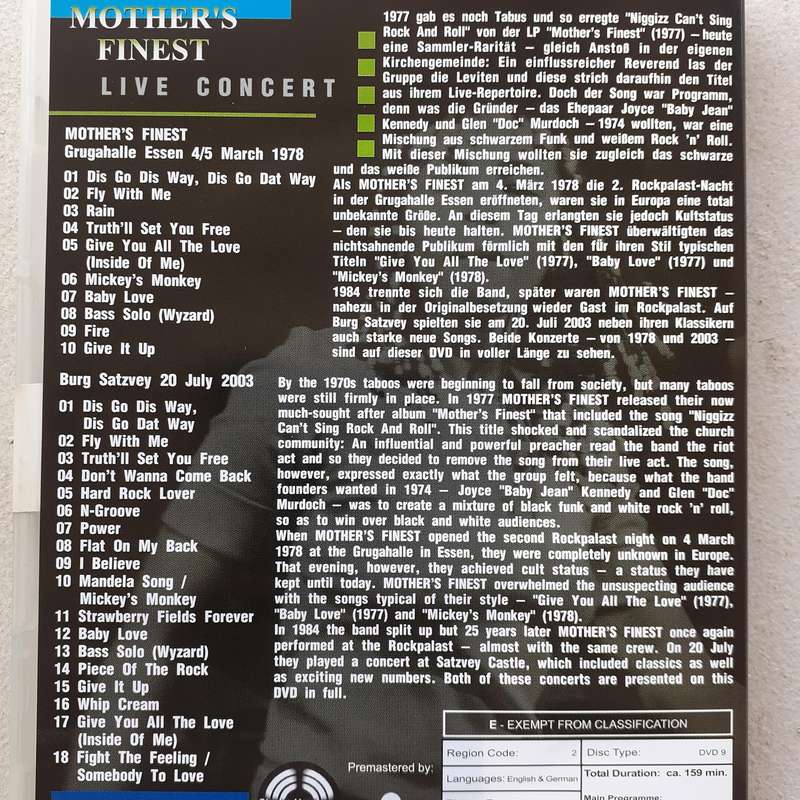 MOTHER'S
FINEST
LIVE CONCERT
MOTHER'S FINEST
Grugahalle Essen 4/5 March 1978
01 Dis Go Dis Way, Dis Go Dat Way
02 Fly With Me
03 Rain
04 Truth'll Set You Free
05 Give You All The Love
(Inside Of Me)
06 Mickey's Monkey
07 Baby Love
08 Bass Solo (Wyzard)
09 Fire
10 Give It Up
Burg Satzvey 20 July 2003
01 Dis Go Dis Way,
Dis Go Dat Way
02 Fly With Me
03 Truth'll Set You Free
04 Don't Wanna Come Back
05 Hard Rock Lover
06 N-Groove
07 Power
08 Flat On My Back
09 I Believe
10 Mandela Song /
Mickey's Monkey
11 Strawberry Fields Forever
12 Baby Love
13 Bass Solo (Wyzard)
14 Piece Of The Rock
15 Give It Up
16 Whip Cream
17 Give You All The Love
(Inside Of Me)
18 Fight The Feeling /
Somebody To Love
1977 gab es noch Tabus und so erregte "Niggizz Can't Sing
Rock And Roll" von der LP "Mother's Finest" (1977) – heute
eine Sammler-Rarität – gleich Anstoß in der eigenen
Kirchengemeinde: Ein einflussreicher Reverend las der
Gruppe die Leviten und diese strich daraufhin den Titel
aus ihrem Live-Repertoire. Doch der Song war Programm,
denn was die Gründer – das Ehepaar Joyce "Baby Jean"
Kennedy und Glen "Doc" Murdoch – 1974 wollten, war eine
Mischung aus schwarzem Funk und weißem Rock 'n' Roll.
Mit dieser Mischung wollten sie zugleich das schwarze
und das weiße Publikum erreichen.
Als MOTHER'S FINEST am 4. März 1978 die 2. Rockpalast-Nacht
in der Grugahalle Essen eröffneten, waren sie in Europa eine total
unbekannte Größe. An diesem Tag erlangten sie jedoch Kultstatus
– den sie bis heute halten. MOTHER'S FINEST überwältigten das
nichtsahnende Publikum förmlich mit den für ihren Stil typischen
Titeln "Give You All The Love" (1977), "Baby Love" (1977) und
"Mickey's Monkey" (1978).
1984 trennte sich die Band, später waren MOTHER'S FINEST –
nahezu in der Originalbesetzung wieder Gast im Rockpalast. Auf
Burg Satzvey spielten sie am 20. Juli 2003 neben ihren Klassikern
auch starke neue Songs. Beide Konzerte – von 1978 und 2003 –
sind auf dieser DVD in voller Länge zu sehen.
By the 1970s taboos were beginning to fall from society, but many taboos
were still firmly in place. In 1977 MOTHER'S FINEST released their now
much-sought after album "Mother's Finest" that included the song "Niggizz
Can't Sing Rock And Roll". This title shocked and scandalized the church
community: An influential and powerful preacher read the band the riot
act and so they decided to remove the song from their live act. The song,
however, expressed exactly what the group felt, because what the band
founders wanted in 1974 – Joyce "Baby Jean" Kennedy and Glen "Doc"
Murdoch – was to create a mixture of black funk and white rock 'n' roll,
so as to win over black and white audiences.
When MOTHER'S FINEST opened the second Rockpalast night on 4 March
1978 at the Grugahalle in Essen, they were completely unknown in Europe.
That evening, however, they achieved cult status – a status they have
kept until today. MOTHER'S FINEST overwhelmed the unsuspecting audience
with the songs typical of their style – "Give You All The Love" (1977),
"Baby Love" (1977) and "Mickey's Monkey" (1978).
In 1984 the band split up but 25 years later MOTHER'S FINEST once again
performed at the Rockpalast – almost with the same crew. On 20 July
they played a concert at Satzvey Castle, which included classics as well
as exciting new numbers. Both of these concerts are presented on this
DVD in full.
E - EXEMPT FROM CLASSIFICATION
Region Code: 2
Disc Type: DVD 9
Languages: English & German
Total Duration: ca. 159 min.
Main Programme:
Premastered by: